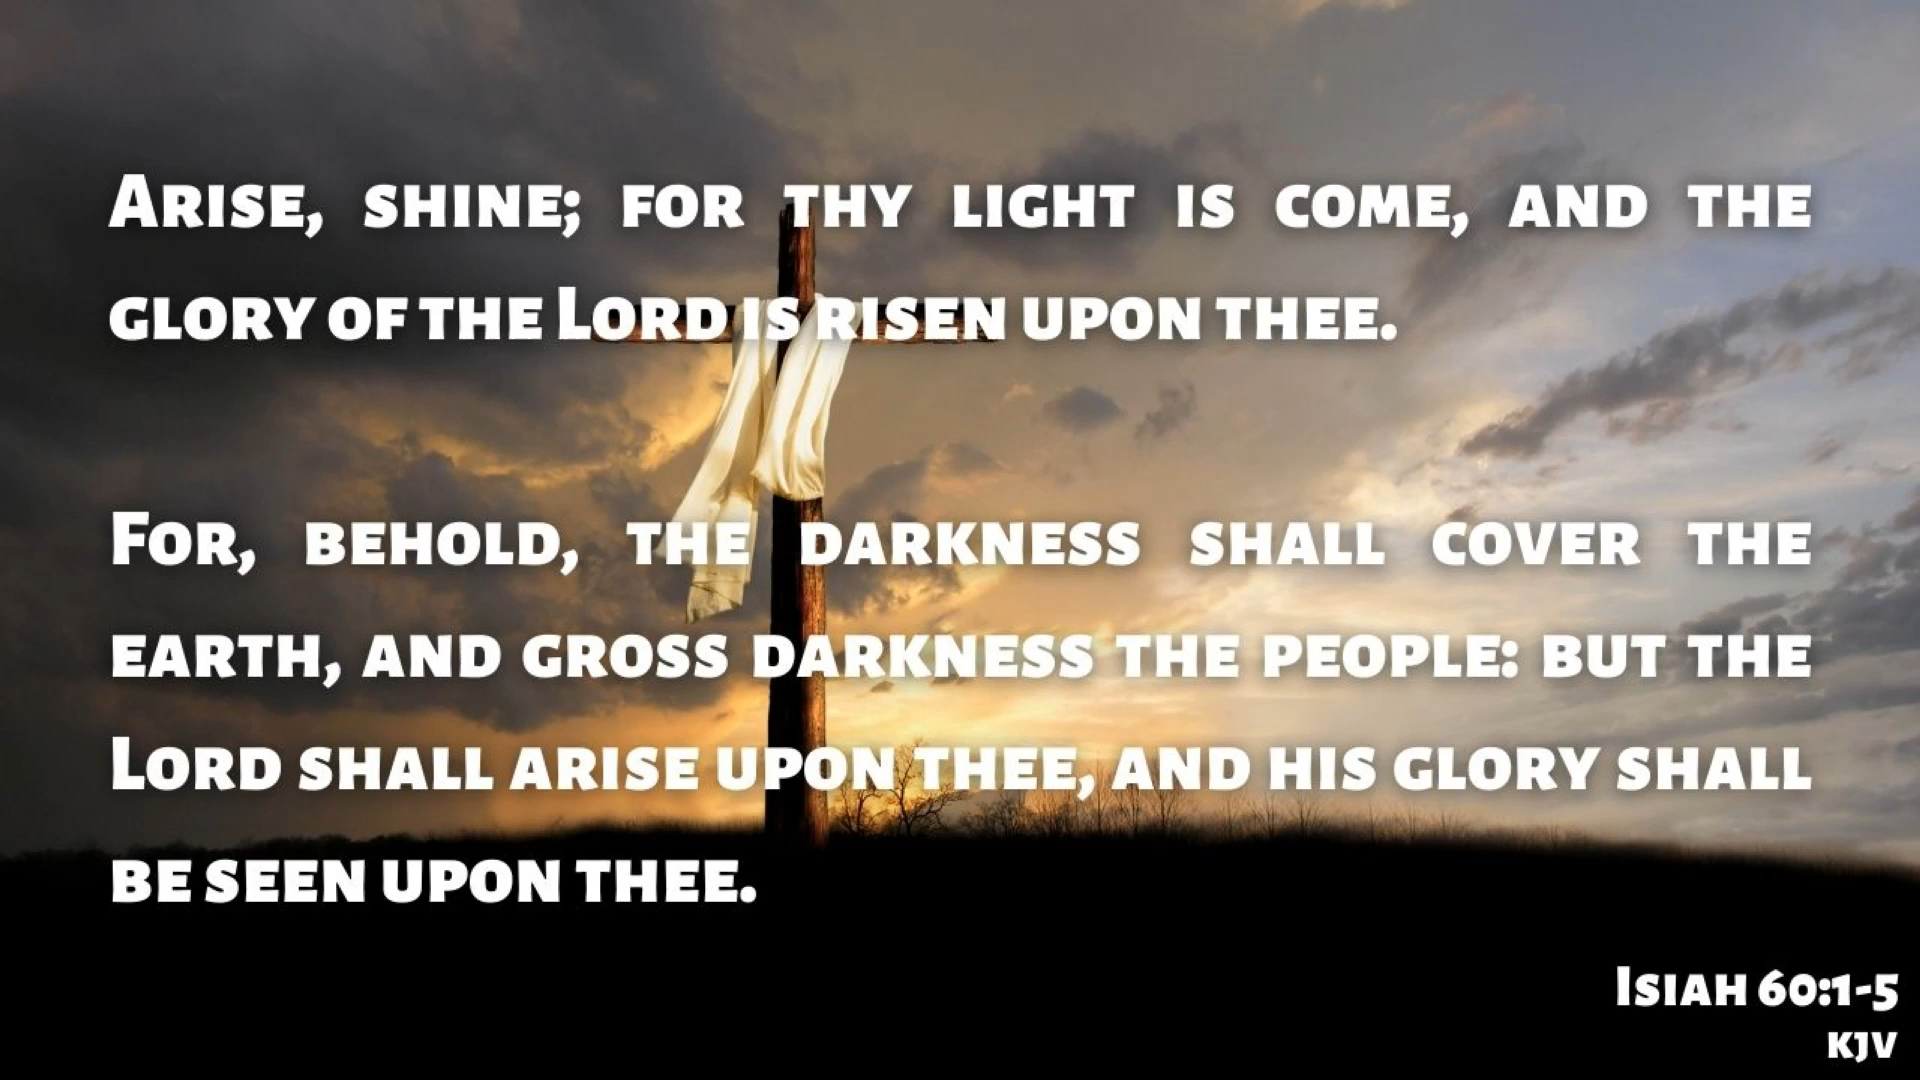 Arise, shine; for thy light is come, and the
glory of the Lord is risen upon thee.
For, behold, the darkness shall cover the
earth, and gross darkness the people: but the
Lord shall arise upon thee, and his glory shall
be seen upon thee.
Isiah 60:1-5
KJV